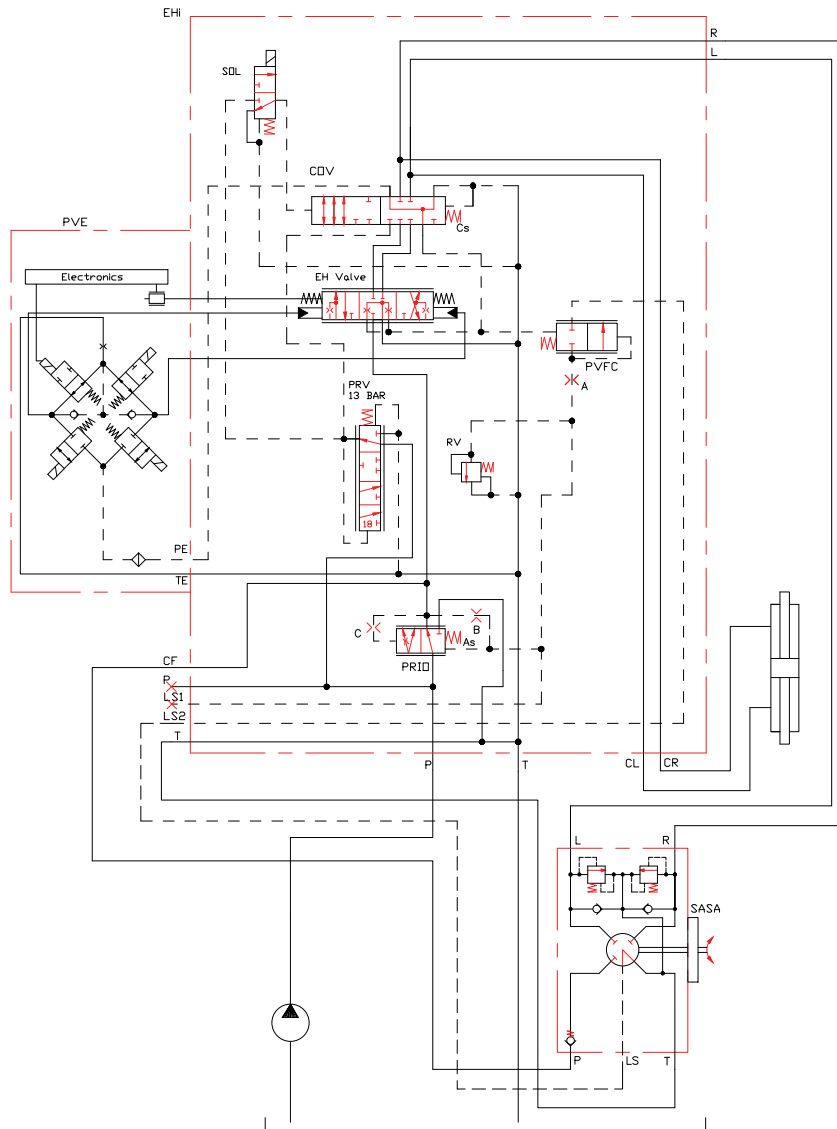 EHi
R
L
SOL
COV
Cs
PVE
Electronics
EH Valve
PVFC
A
PRV
13 BAR
RV
18
PE
TE
C
B
As
PRIO
CF
P
LS1
LS2
T
P
T
CL
CR
L
R
SASA
P
LS
T